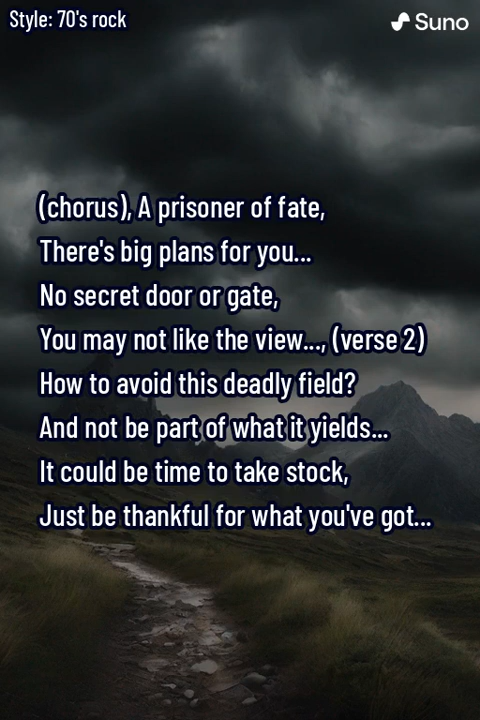 Style: 70's rock
Suno
(chorus), A prisoner of fate,
There's big plans for you...
No secret door or gate,
You may not like the view..., (verse 2)
How to avoid this deadly field?
And not be part of what it yields...
It could be time to take stock,
Just be thankful for what you've got...